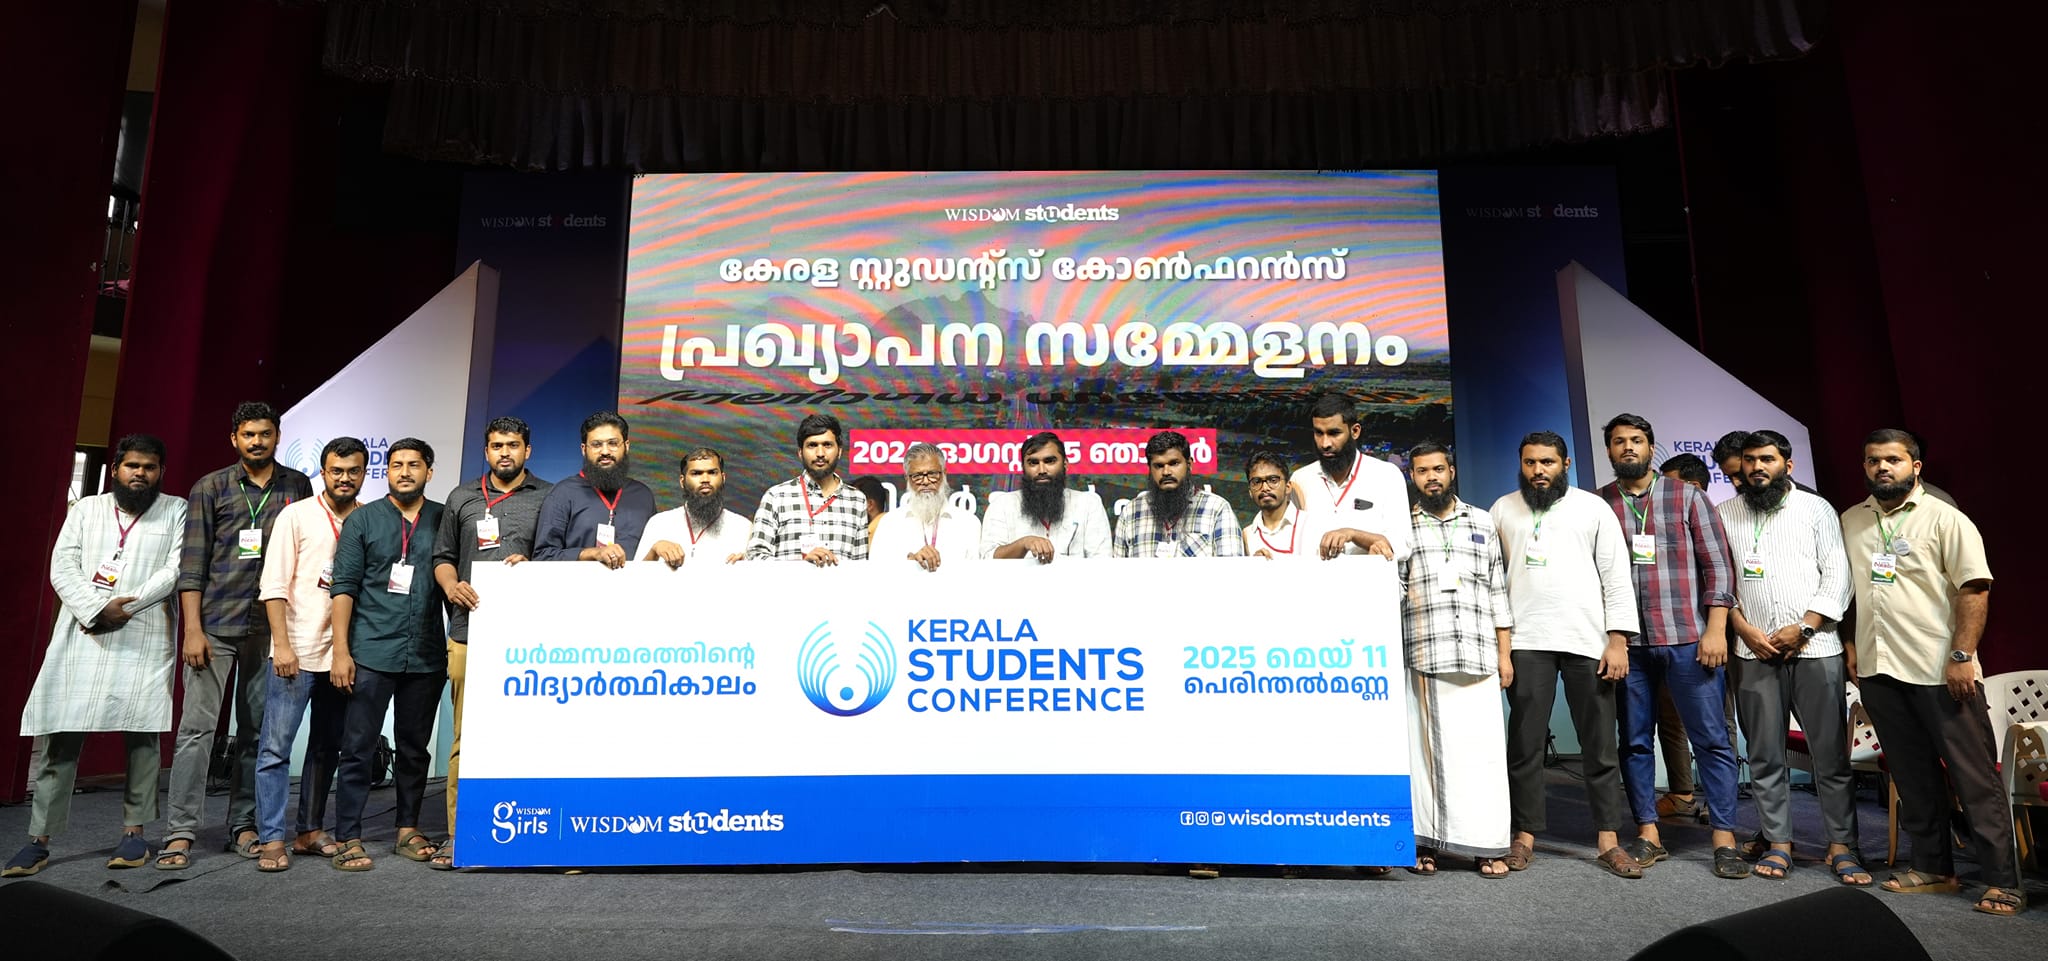 WISDOM students
WISDOM students
WISDOM students
കേരള സ്റ്റുഡന്റ്സ് കോൺഫറൻസ്
പ്രഖ്യാപന സമ്മേളനം
KERALA
ധർമ്മസമരത്തിന്റെ
വിദ്യാർത്ഥികാലം
KERALA
STUDENTS
CONFERENCE
2025 മെയ് 11
പെരിന്തൽമണ്ണ
WISDOM
girls
WISDOM students
wisdomstudents